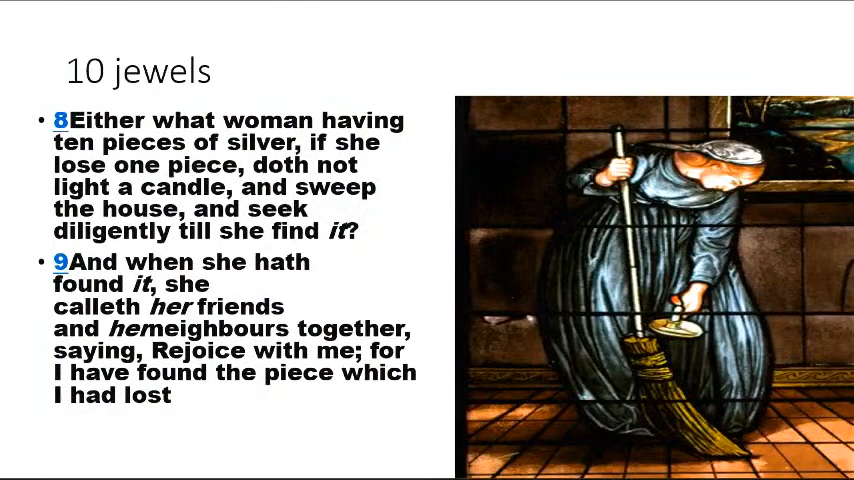 10 jewels
• 8Either what woman having
ten pieces of silver, if she
lose one piece, doth not
light a candle, and sweep
the house, and seek
diligently till she find it?
• 9And when she hath
found it, she
calleth her friends
and herneighbours together,
saying, Rejoice with me; for
I have found the piece which
I had lost